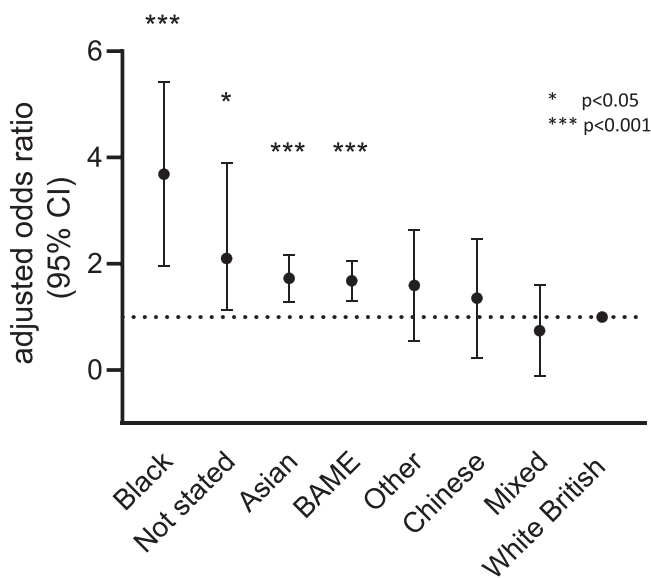 ***
6
*
* p<0.05
*** p<0.001
*** ***
4
adjusted odds ratio
(95% CI)
2
0
Black
Not stated
Asian
BAME
Other
Chinese
Mixed
White British